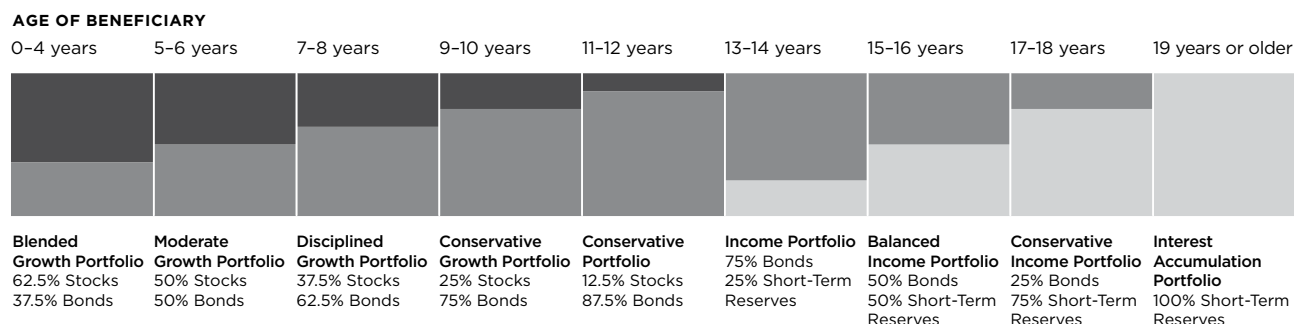 AGE OF BENEFICIARY
0–4 years
5–6 years
7–8 years
9–10 years
11–12 years
13–14 years
15–16 years
17–18 years
19 years or older
Blended
Growth Portfolio
62.5% Stocks
37.5% Bonds
Moderate
Growth Portfolio
50% Stocks
50% Bonds
Disciplined
Growth Portfolio
37.5% Stocks
62.5% Bonds
Conservative
Growth Portfolio
25% Stocks
75% Bonds
Conservative
Portfolio
12.5% Stocks
87.5% Bonds
Income Portfolio
75% Bonds
25% Short-Term
Reserves
Balanced
Income Portfolio
50% Bonds
50% Short-Term
Reserves
Conservative
Income Portfolio
25% Bonds
75% Short-Term
Reserves
Interest
Accumulation
Portfolio
100% Short-Term
Reserves